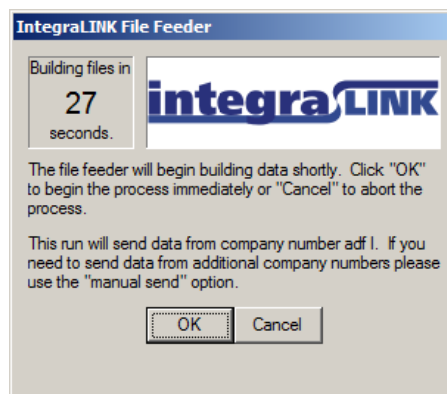 IntegraLINK File Feeder
Building files in
27
seconds.
integraLINK
The file feeder will begin building data shortly. Click "OK"
to begin the process immediately or "Cancel" to abort the
process.
This run will send data from company number adf l. If you
need to send data from additional company numbers please
use the "manual send" option.
OK
Cancel